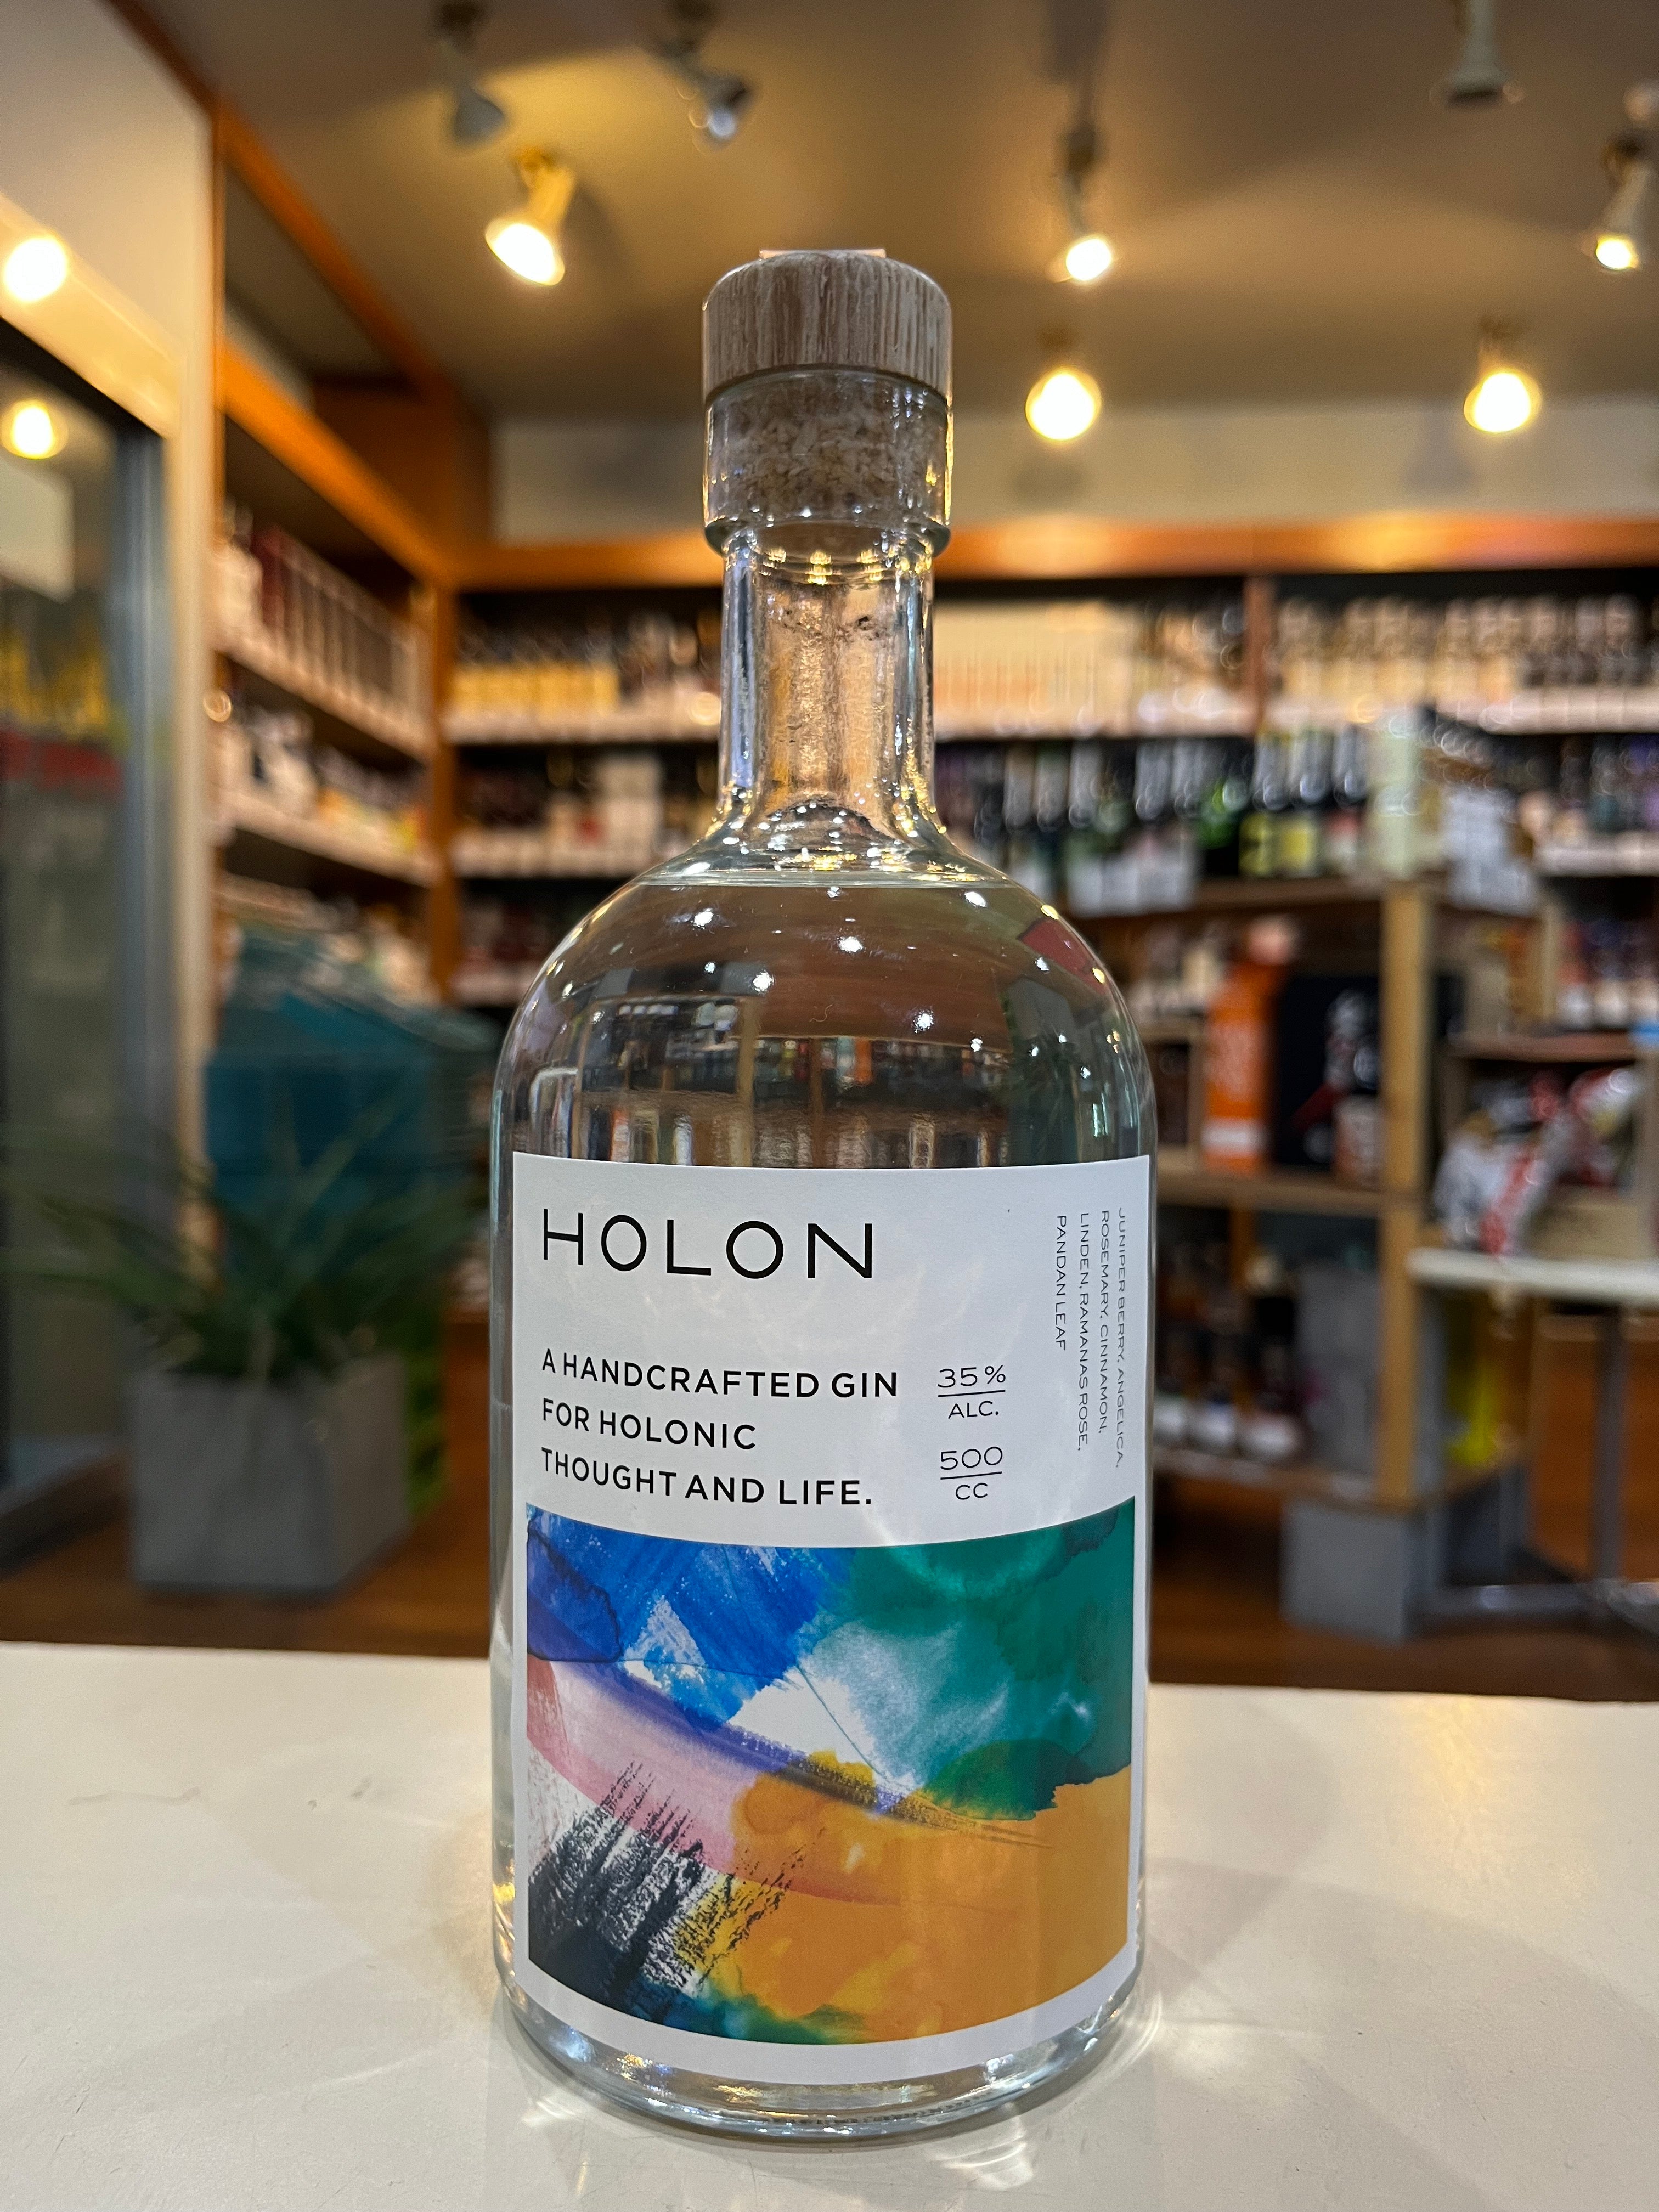 HOLON
A HANDCRAFTED GIN
FOR HOLONIC
THOUGHT AND LIFE.
35%
ALC.
500
CC
JUNIPER BERRY, ANGELICA,
ROSEMARY, CINNAMON,
LINDEN, RAMANAS ROSE,
PANDAN LEAF